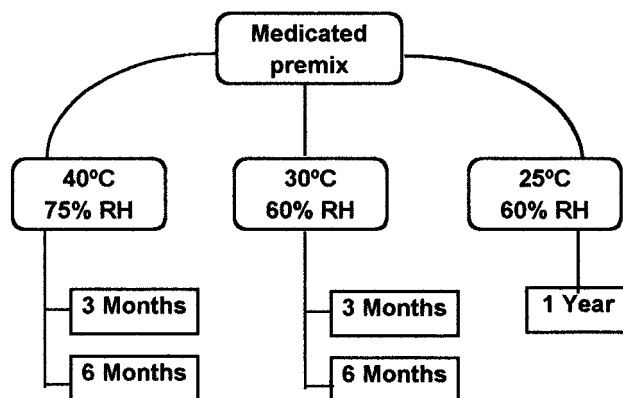 Medicated
premix
40ºC
75% RH
30ºC
60% RH
25ºC
60% RH
3 Months
6 Months
3 Months
6 Months
1 Year